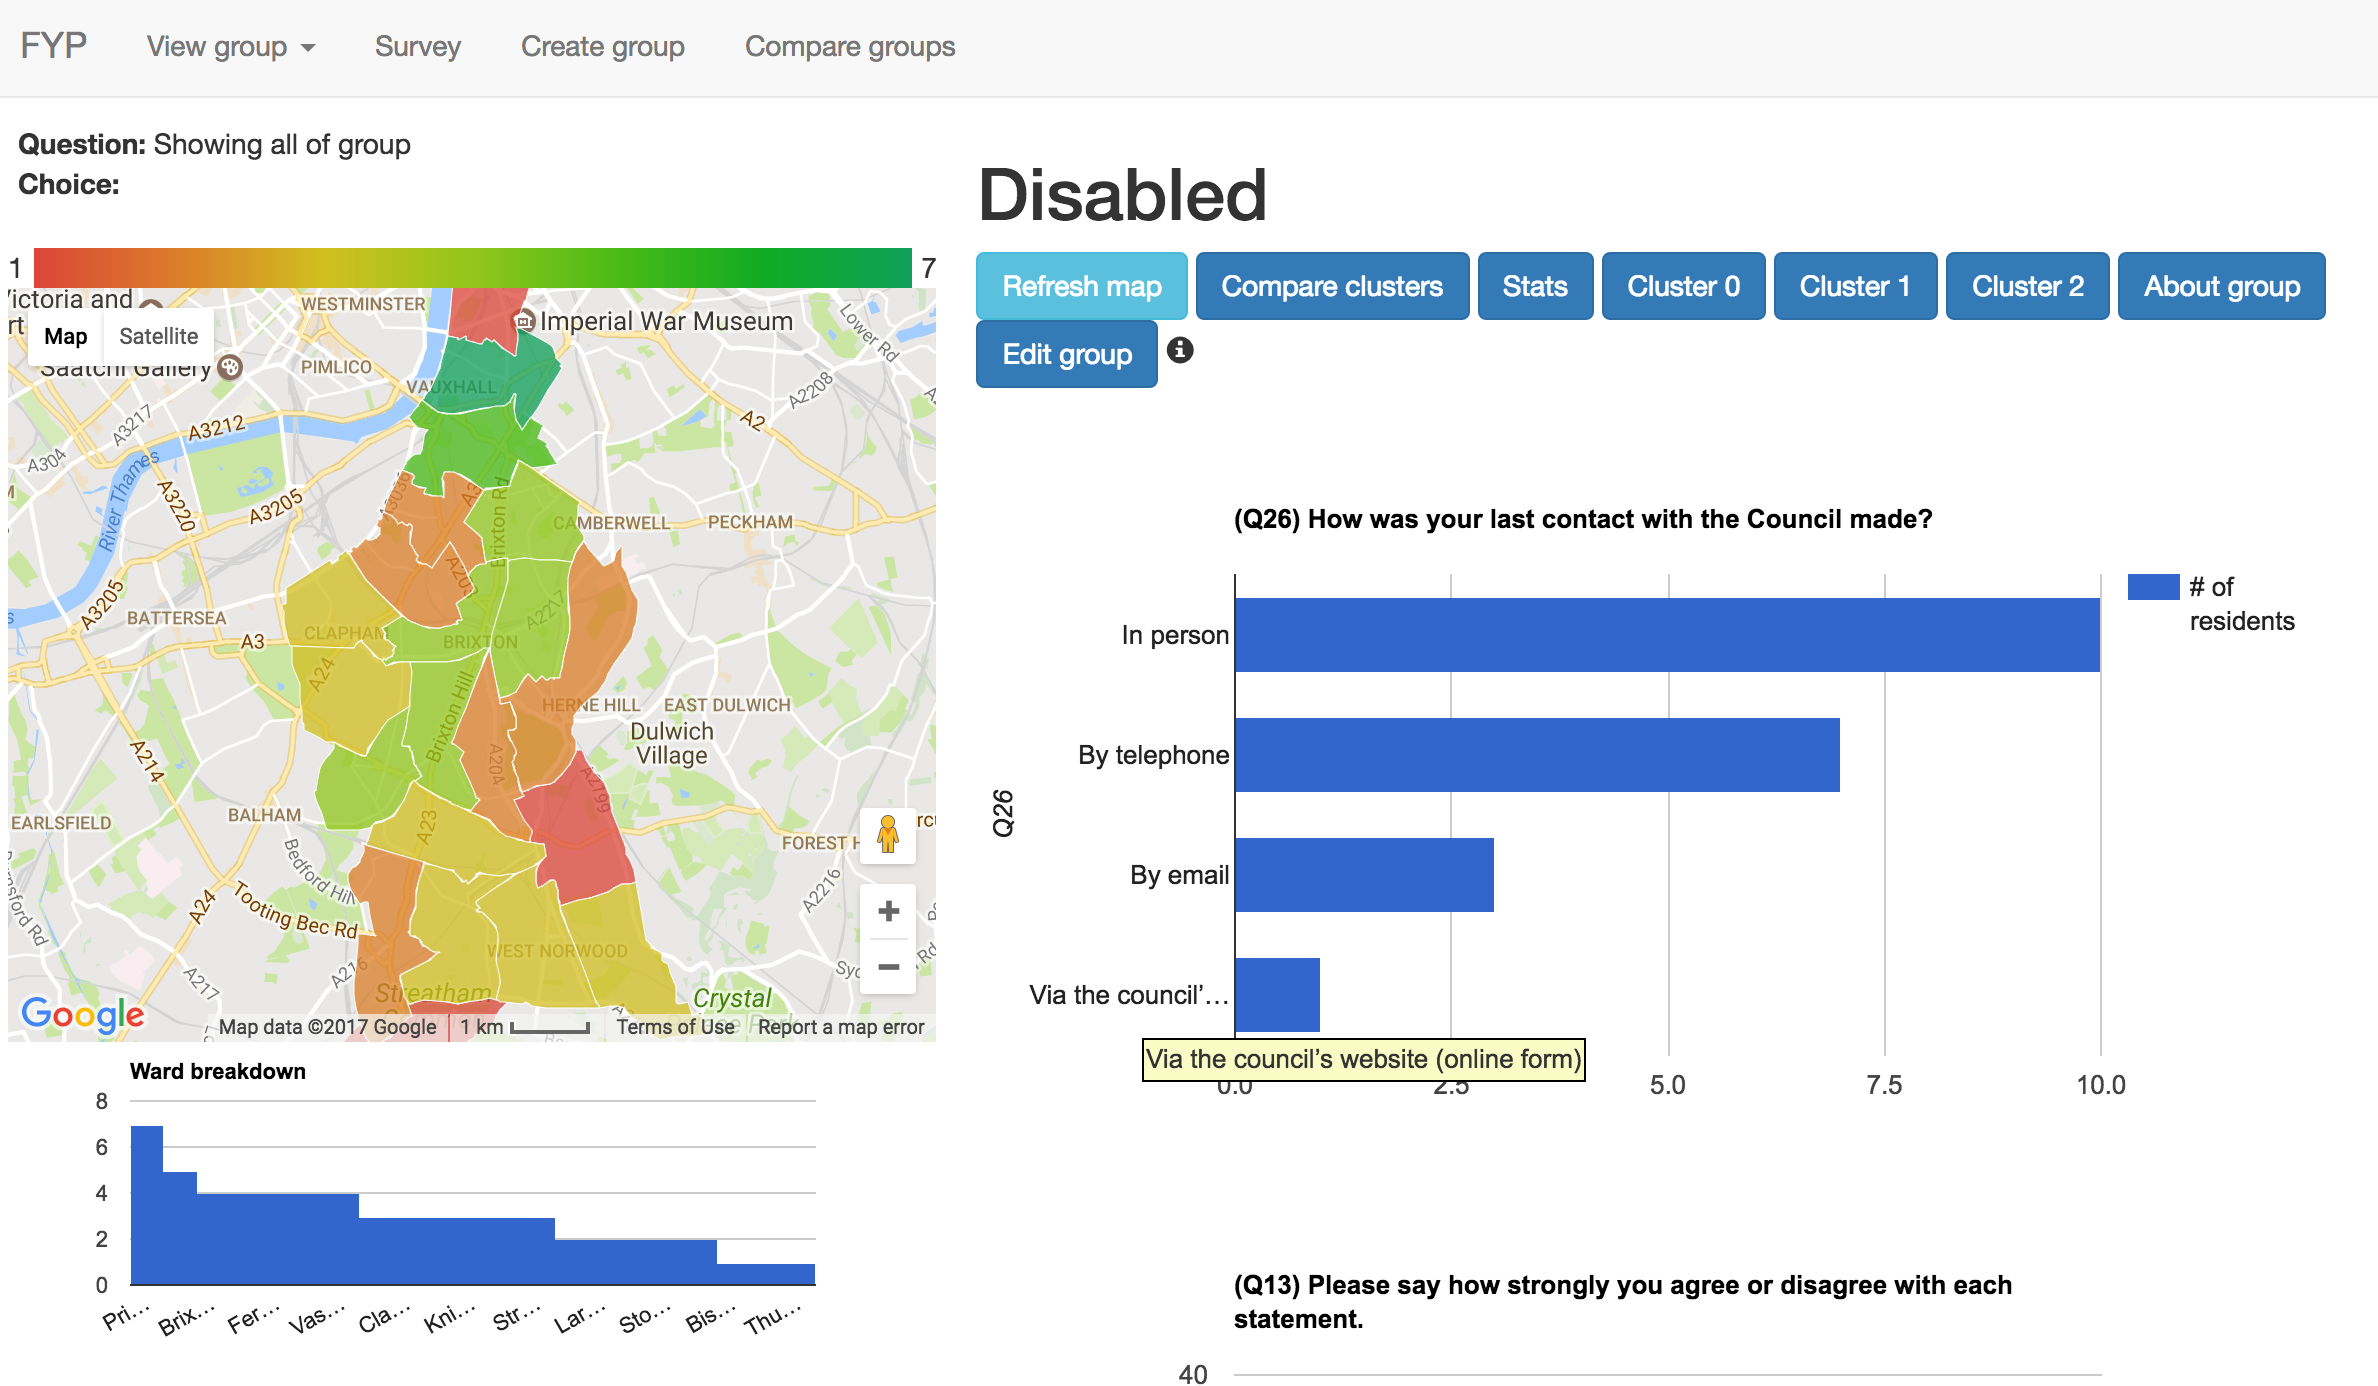 FYP
View group
Survey
Create group
Compare groups
Question: Showing all of group
Choice:
1
7
Disabled
Refresh map
Compare clusters
Stats
Cluster 0
Cluster 1
Cluster 2
About group
Edit group
Map
Satellite
WESTMINSTER
Imperial War Museum
Lower Rd
PIMLICO
VAUXHALL
A2208
A3217
A3212
A2
A304
River Thames
A3220
A3205
Brixton Rd
CAMBERWELL
PECKHAM
A3205
BATTERSEA
A3
CLAPHAM
BRIXTON
A2217
A24
Brixton Hill
HERNE HILL
EAST DULWICH
Dulwich
Village
A204
A214
A2199
EARLSFIELD
BALHAM
A23
Bedford Hill
A24
Tooting Bec Rd
A2216
A216
A217
WEST NORWOOD
Streatham
Crystal
Google
Map data ©2017 Google
1 km
Terms of Use
Report a map error
Ward breakdown
8
6
4
2
0
Pri...
Brix...
Fer...
Vas...
Cla...
Kni...
Str...
Lar...
Sto...
Bis...
Thu...
(Q26) How was your last contact with the Council made?
# of
residents
In person
By telephone
By email
Via the council’...
Q26
Via the council’s website (online form)
0.0
2.5
5.0
7.5
10.0
(Q13) Please say how strongly you agree or disagree with each
statement.
40